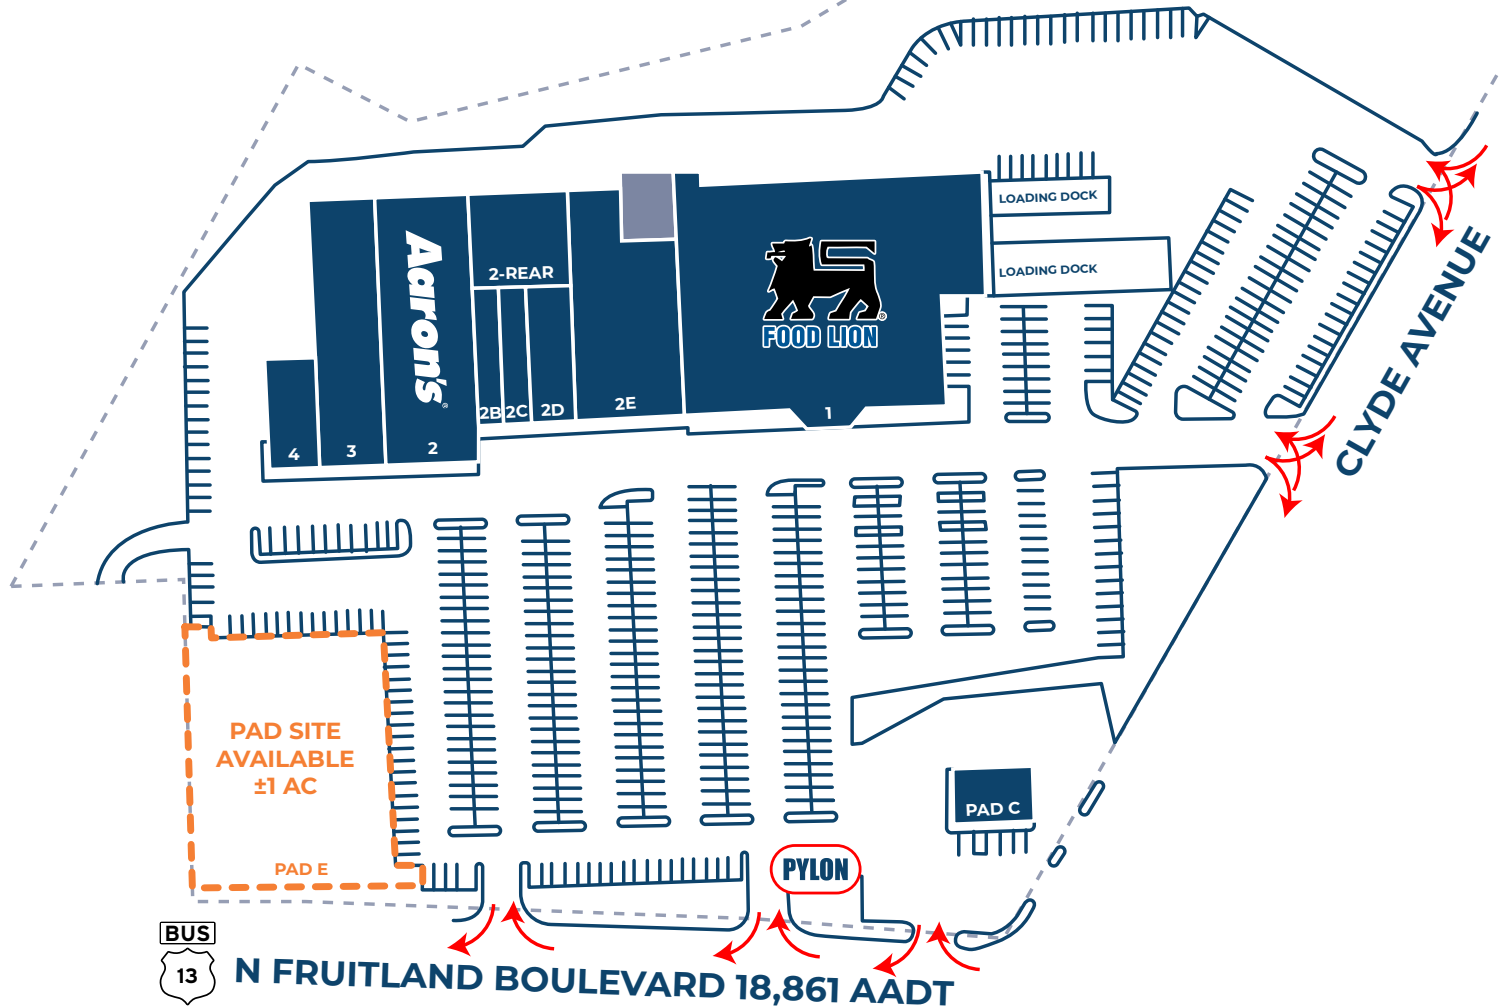 LOADING DOCK
LOADING DOCK
2-REAR
Aaron's
FOOD LION
®
2B
2C
2D
2E
1
4
3
2
CLYDE AVENUE
PAD SITE
AVAILABLE
±1 AC
PAD E
PAD C
PYLON
BUS
13
N FRUITLAND BOULEVARD 18,861 AADT